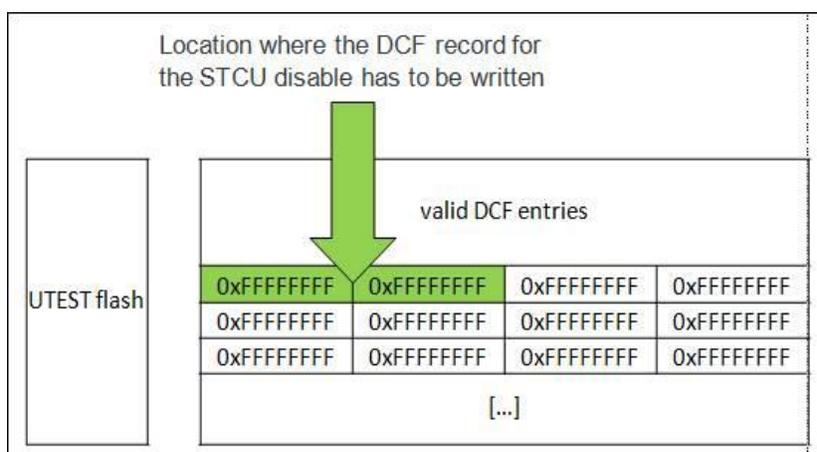 Location where the DCF record for
the STCU disable has to be written
valid DCF entries
UTEST flash
0xFFFFFFFF 0xFFFFFFFF 0xFFFFFFFF 0xFFFFFFFF
0xFFFFFFFF 0xFFFFFFFF 0xFFFFFFFF 0xFFFFFFFF
0xFFFFFFFF 0xFFFFFFFF 0xFFFFFFFF 0xFFFFFFFF
[...]